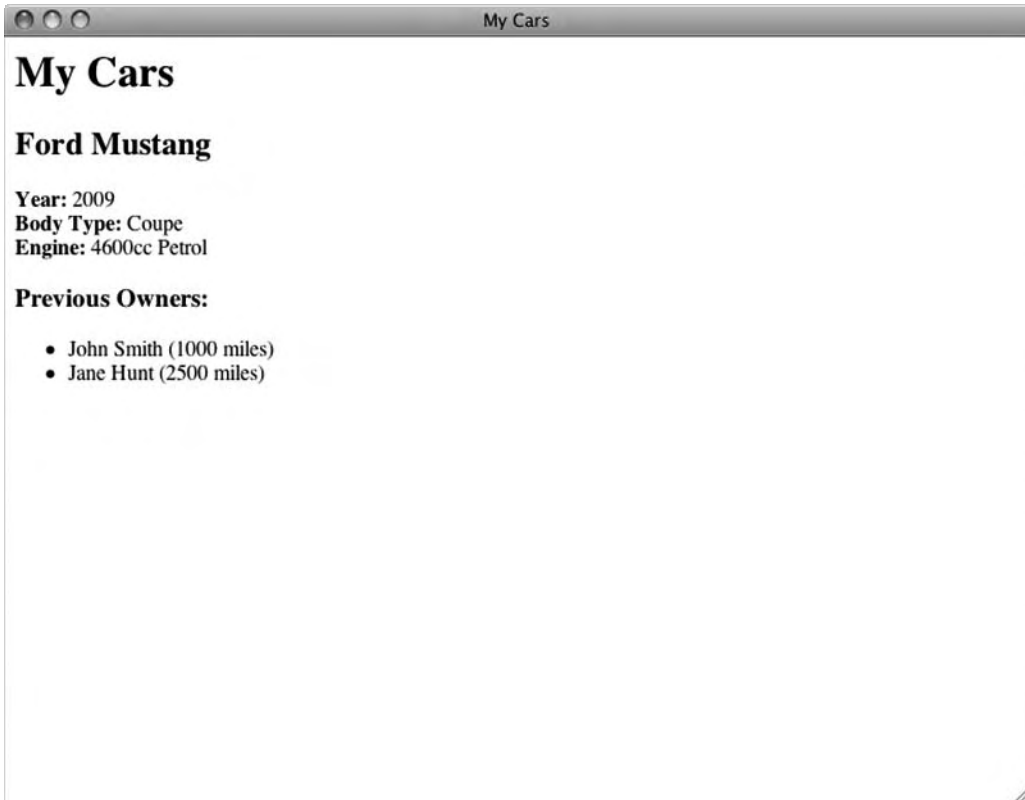 My Cars
My Cars
Ford Mustang
Year: 2009
Body Type: Coupe
Engine: 4600cc Petrol
Previous Owners:
• John Smith (1000 miles)
• Jane Hunt (2500 miles)